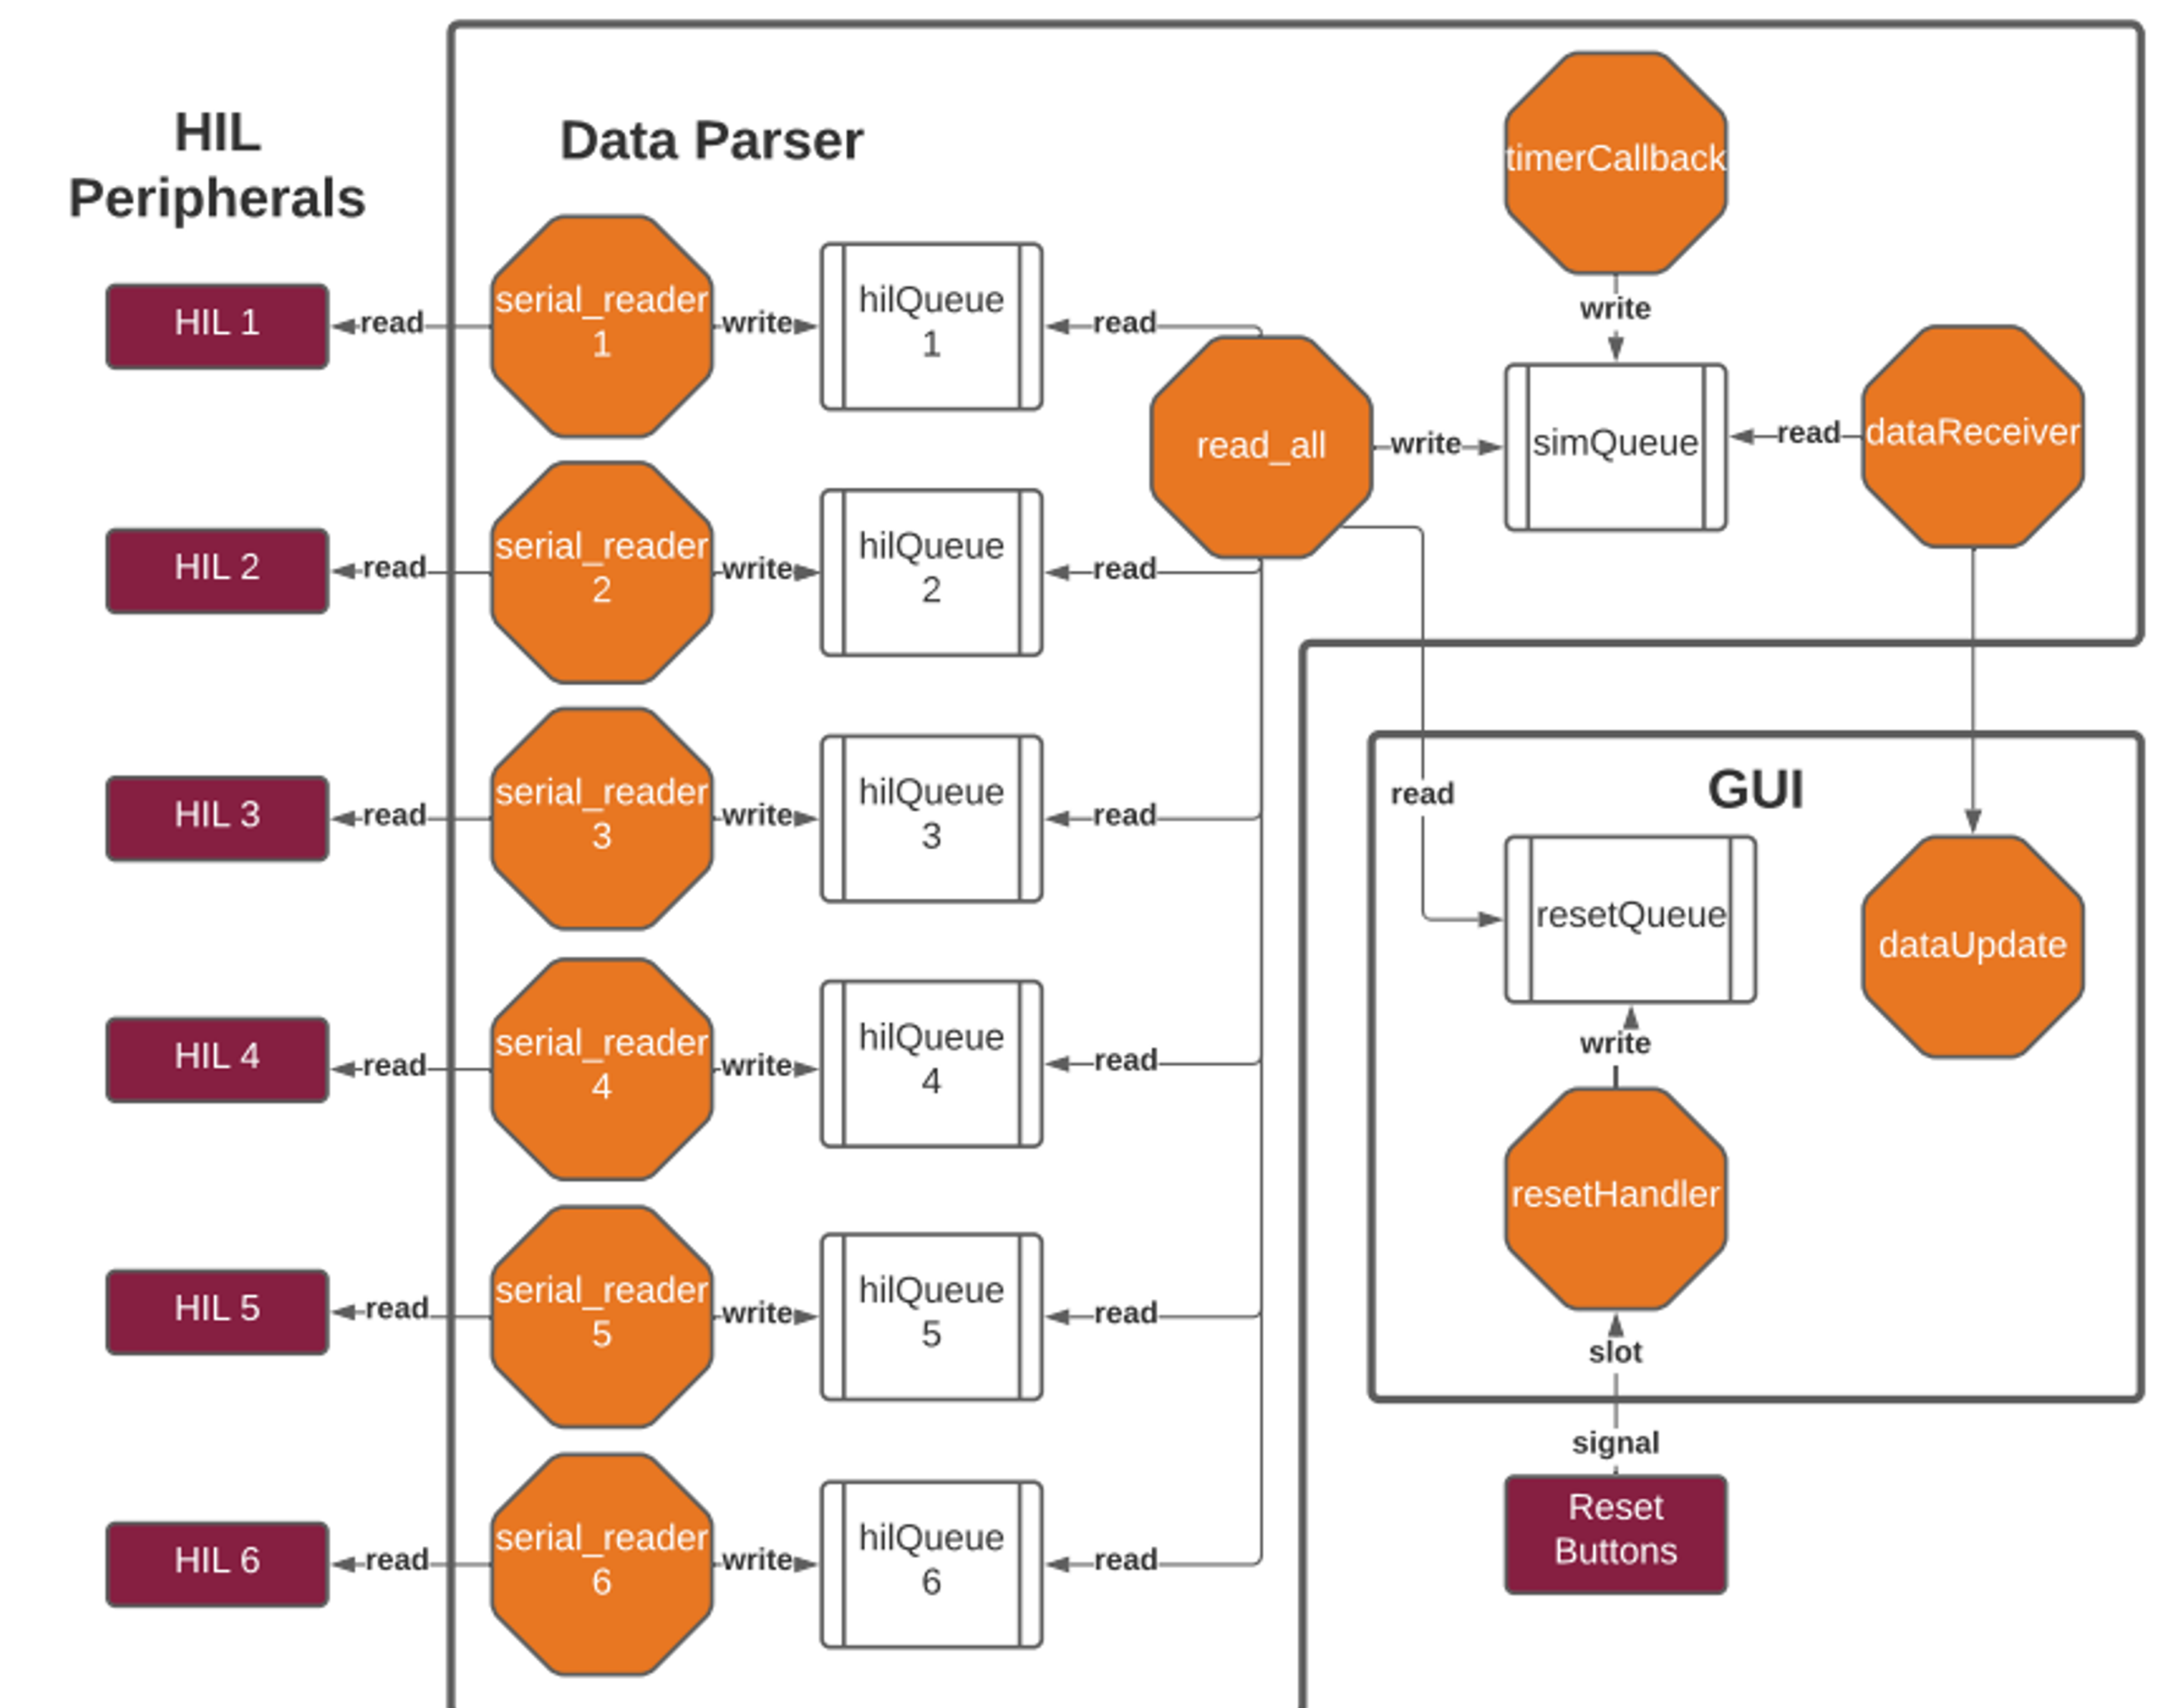 HIL
Peripherals
Data Parser
timerCallback
write
HIL 1
read
serial_reader
1
write
hilQueue
1
read
read_all
write
simQueue
read
dataReceiver
HIL 2
read
serial_reader
2
write
hilQueue
2
read
HIL 3
read
serial_reader
3
write
hilQueue
3
read
read
GUI
resetQueue
dataUpdate
write
HIL 4
read
serial_reader
4
write
hilQueue
4
read
resetHandler
HIL 5
read
serial_reader
5
write
hilQueue
5
read
slot
signal
HIL 6
read
serial_reader
6
write
hilQueue
6
read
Reset
Buttons